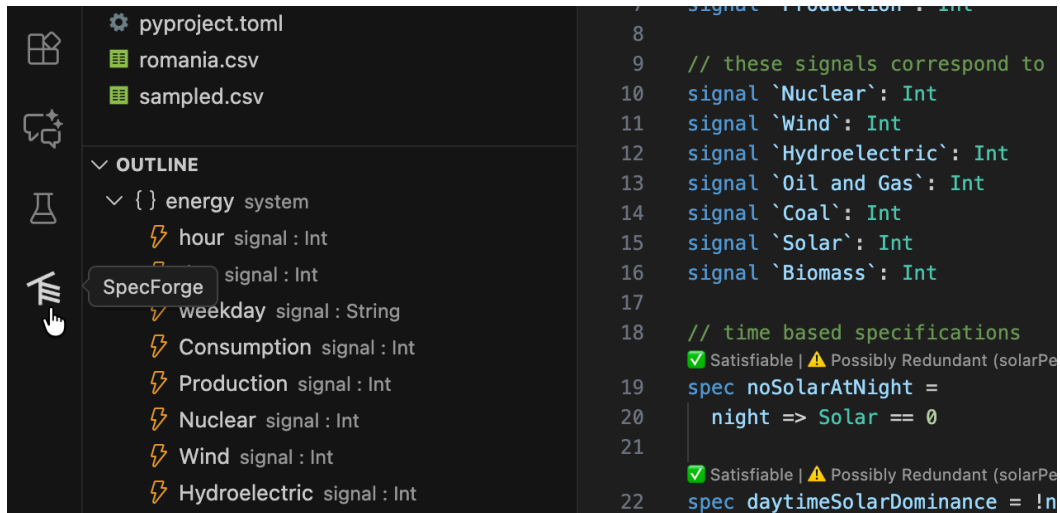 pyproject.toml
romania.csv
sampled.csv
OUTLINE
{ } energy system
hour signal : Int
signal : Int
SpecForge
weekday signal : String
Consumption signal : Int
Production signal : Int
Nuclear signal : Int
Wind signal : Int
Hydroelectric signal : Int
7 signal `Production`: Int
8
9 // these signals correspond to
10 signal `Nuclear`: Int
11 signal `Wind`: Int
12 signal `Hydroelectric`: Int
13 signal `Oil and Gas`: Int
14 signal `Coal`: Int
15 signal `Solar`: Int
16 signal `Biomass`: Int
17
18 // time based specifications
✅ Satisfiable | ⚠️ Possibly Redundant (solarPe
19 spec noSolarAtNight =
20 night => Solar == 0
21
✅ Satisfiable | ⚠️ Possibly Redundant (solarPe
22 spec daytimeSolarDominance = !n